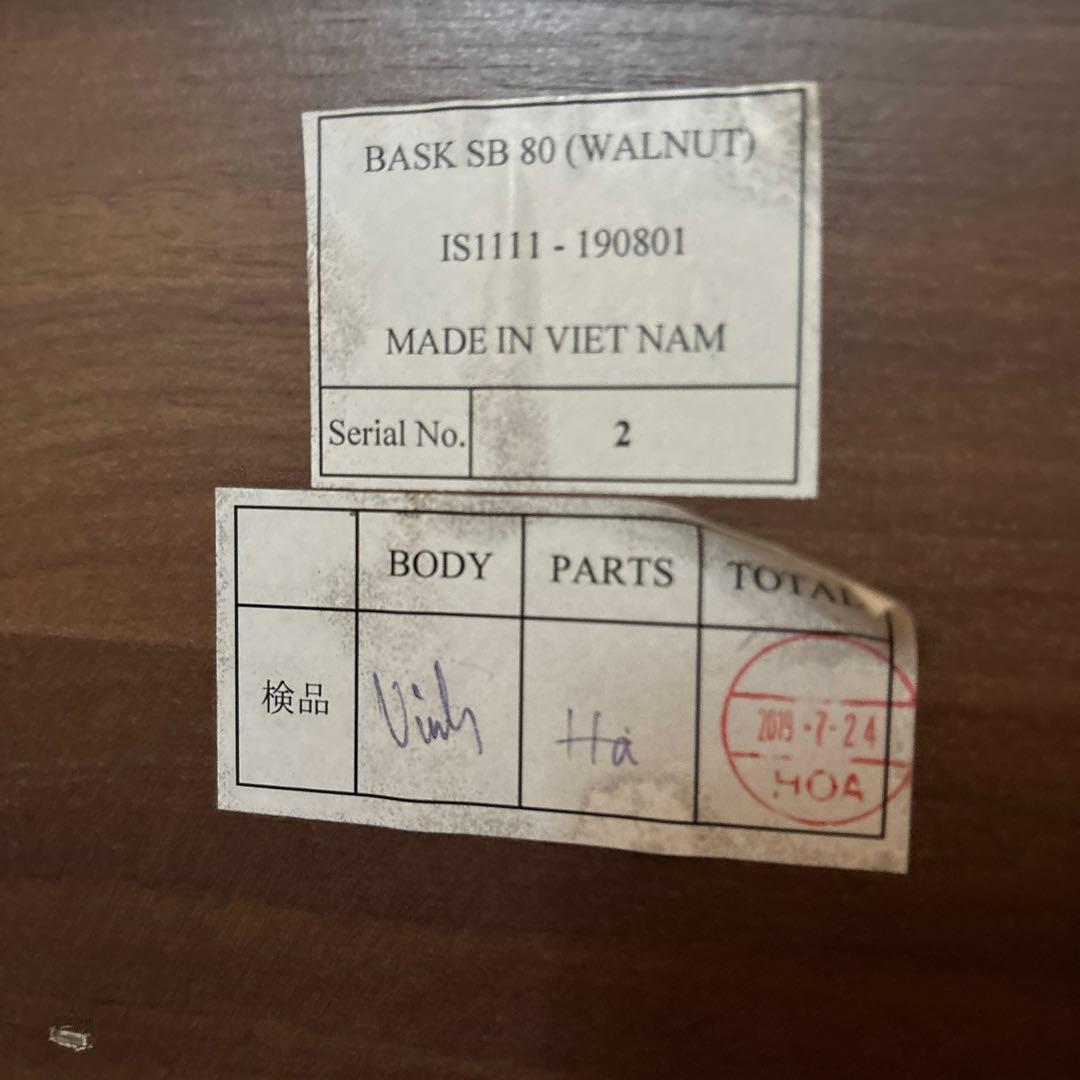 BASK SB 80 (WALNUT)
IS1111 - 190801
MADE IN VIET NAM
Serial No. 2
BODY PARTS TOTAL
検品 Vinh Hà
2019 -7-24
HOA